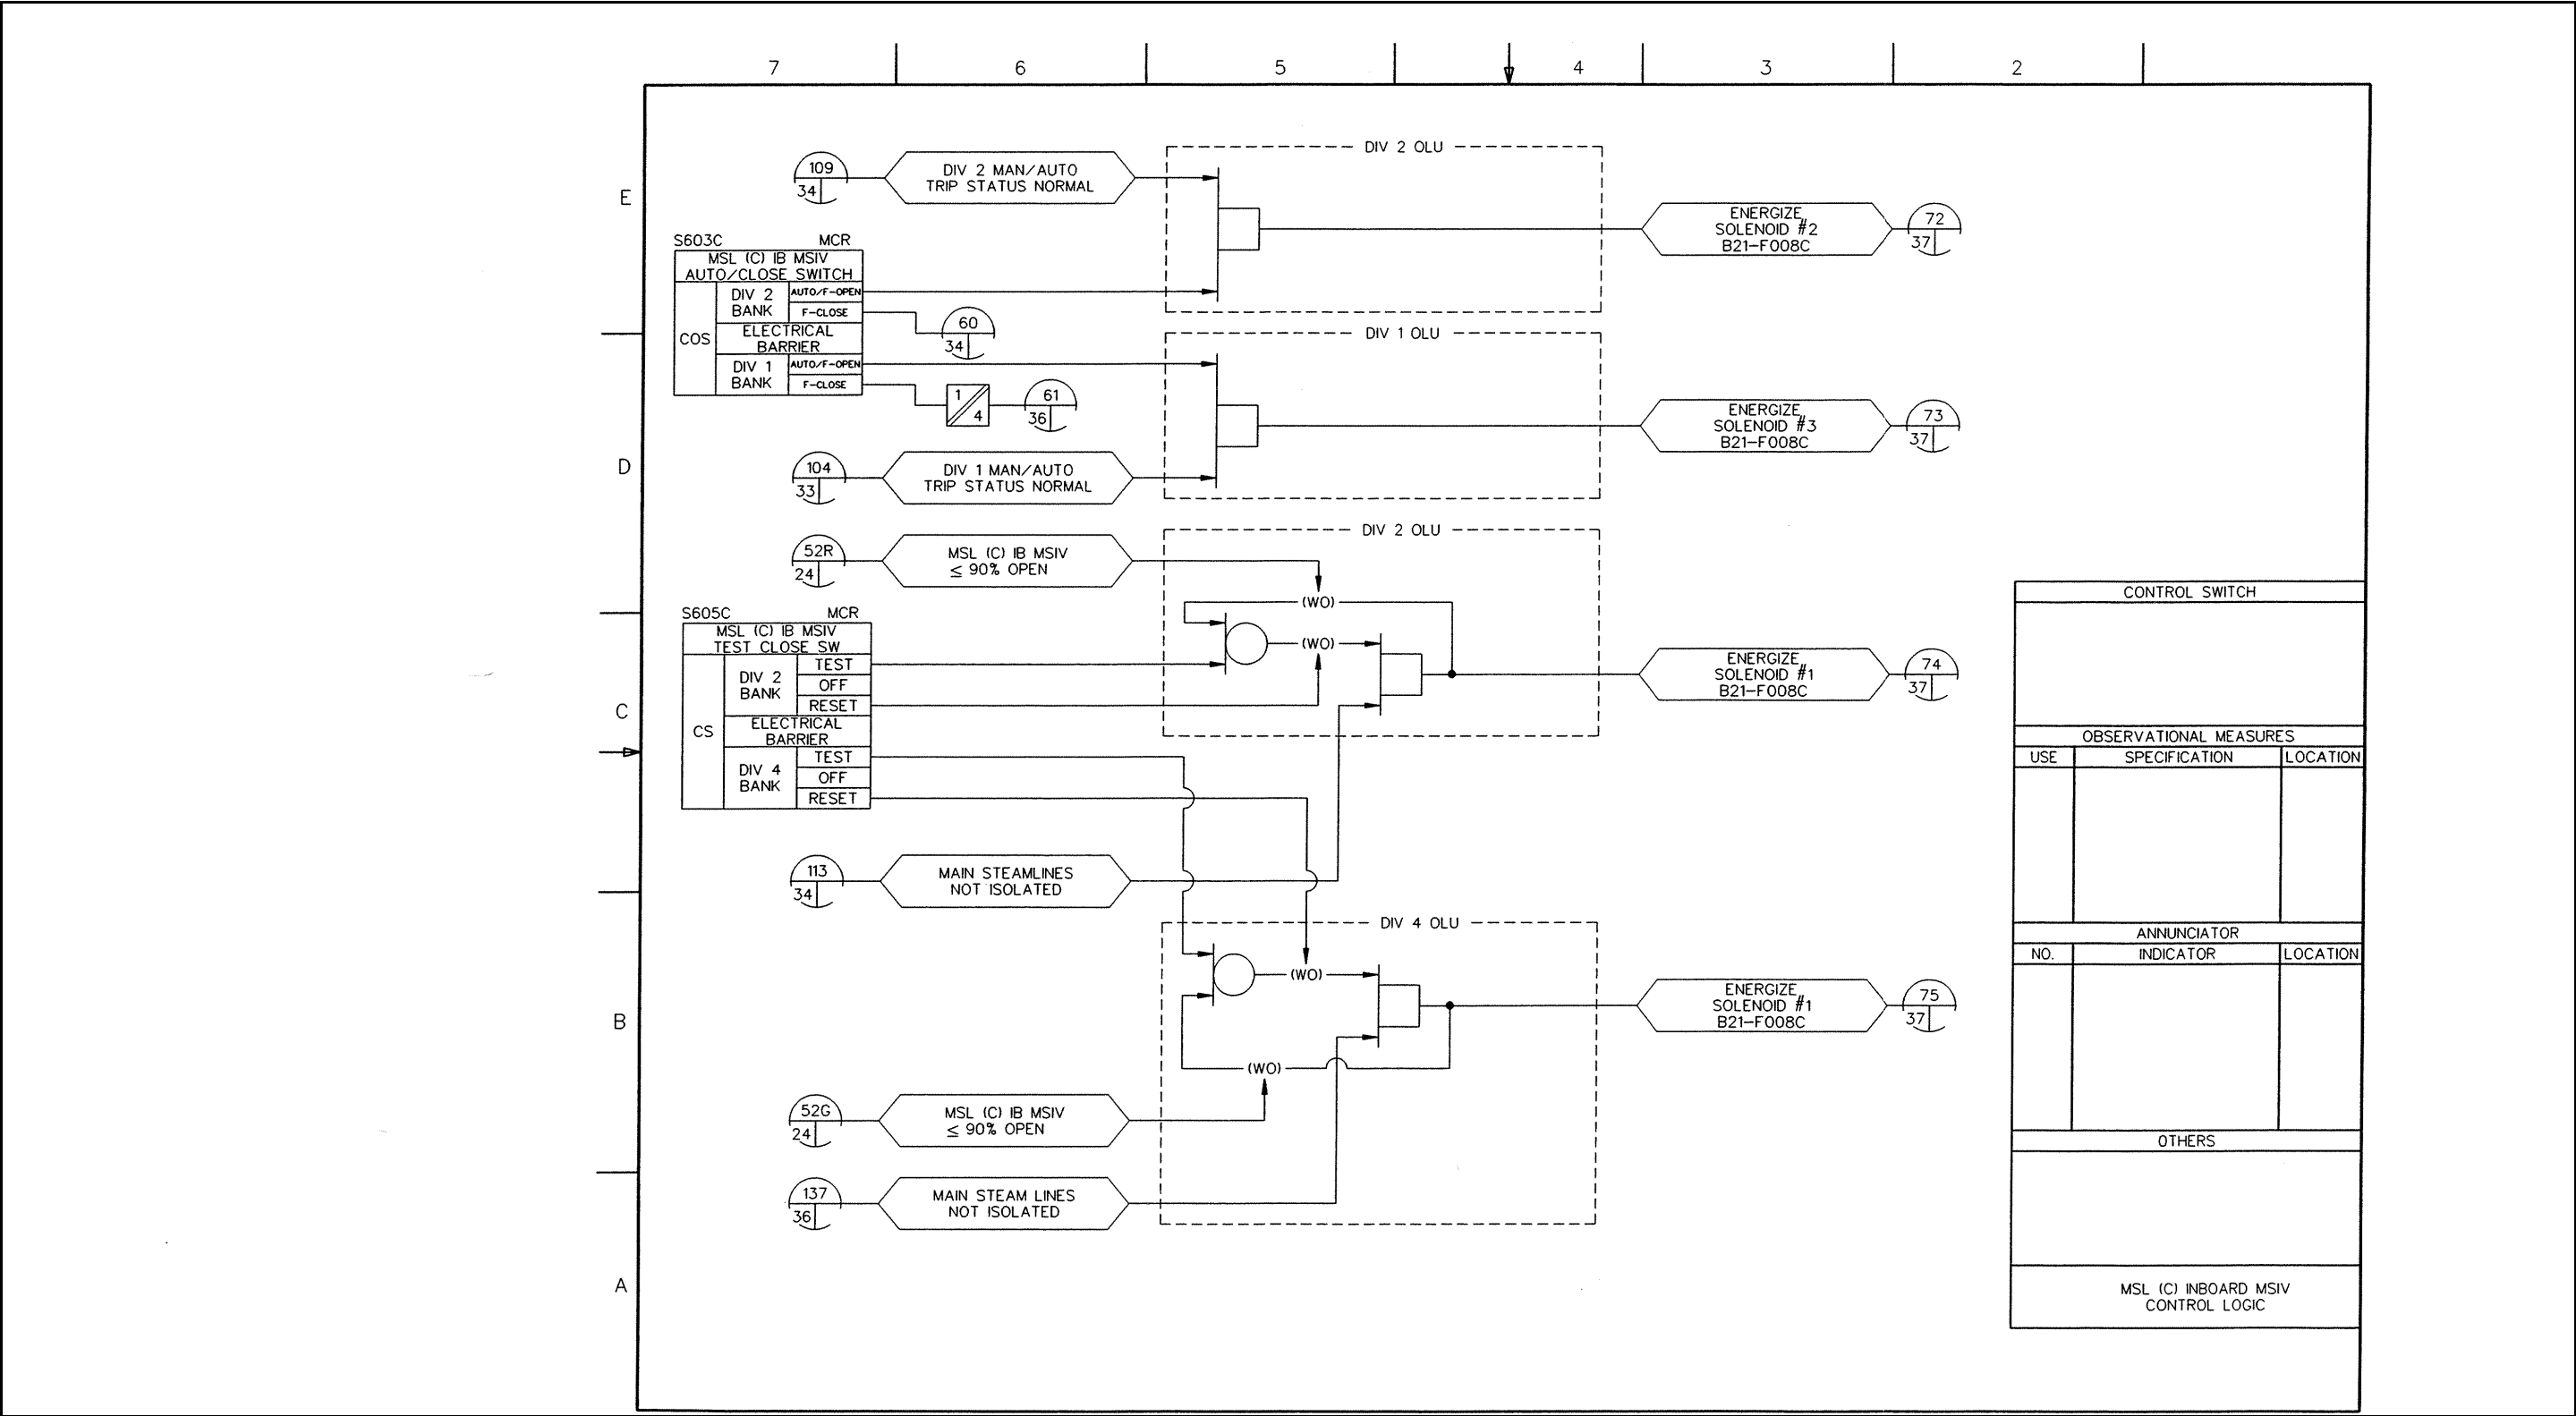 7 6 5 4 3 2
E
D
C
B
A
DIV 2 OLU
109
34
DIV 2 MAN/AUTO
TRIP STATUS NORMAL
ENERGIZE
SOLENOID #2
B21-F008C
72
37
S603C MCR
MSL (C) IB MSIV
AUTO/CLOSE SWITCH
COS
DIV 2
BANK
AUTO/F-OPEN
F-CLOSE
ELECTRICAL
BARRIER
DIV 1
BANK
AUTO/F-OPEN
F-CLOSE
60
34
1
4
61
36
DIV 1 OLU
ENERGIZE
SOLENOID #3
B21-F008C
73
37
104
33
DIV 1 MAN/AUTO
TRIP STATUS NORMAL
DIV 2 OLU
52R
24
MSL (C) IB MSIV
≤ 90% OPEN
(WO)
(WO)
S605C MCR
MSL (C) IB MSIV
TEST CLOSE SW
CS
DIV 2
BANK
TEST
OFF
RESET
ELECTRICAL
BARRIER
DIV 4
BANK
TEST
OFF
RESET
ENERGIZE
SOLENOID #1
B21-F008C
74
37
113
34
MAIN STEAMLINES
NOT ISOLATED
DIV 4 OLU
(WO)
(WO)
ENERGIZE
SOLENOID #1
B21-F008C
75
37
52G
24
MSL (C) IB MSIV
≤ 90% OPEN
137
36
MAIN STEAM LINES
NOT ISOLATED
CONTROL SWITCH
OBSERVATIONAL MEASURES
USE SPECIFICATION LOCATION
ANNUNCIATOR
NO. INDICATOR LOCATION
OTHERS
MSL (C) INBOARD MSIV
CONTROL LOGIC